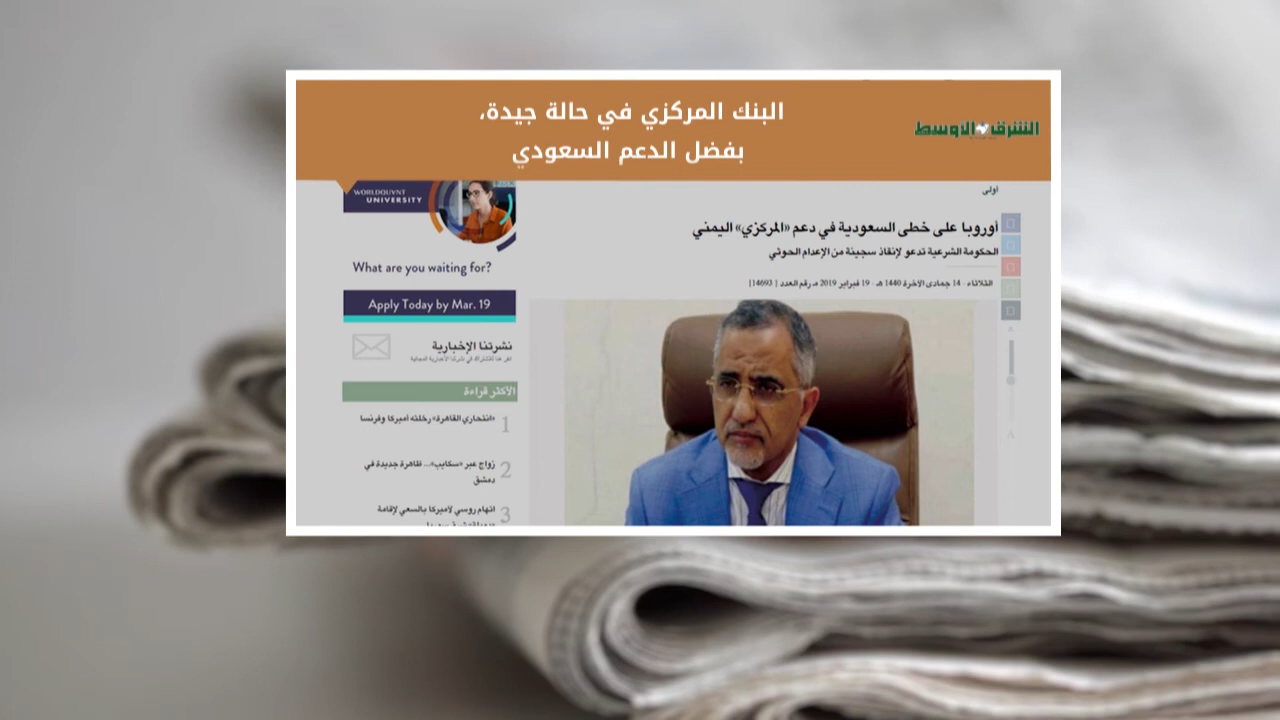 البنك المركزي في حالة جيدة،
بفضل الدعم السعودي
الشرق الأوسط
أولى
أوروبا على خطى السعودية في دعم «المركزي» اليمني
الحكومة الشرعية تدعو لإنقاذ سجينة من الإعدام الحوثي
الثلاثاء - 14 جمادى الآخرة 1440 هـ - 19 فبراير 2019 مـ رقم العدد [ 14693]
WORLDQUYNT
UNIVERSITY
What are you waiting for?
Apply Today by Mar. 19
نشرتنا الإخبارية
الأكثر قراءة
1 «انتحاري القاهرة» رحلته أميركا وفرنسا
2 زواج عبر «سكايب»... ظاهرة جديدة في
دمشق
3 اتهام روسي لأميركا بالسعي لإقامة